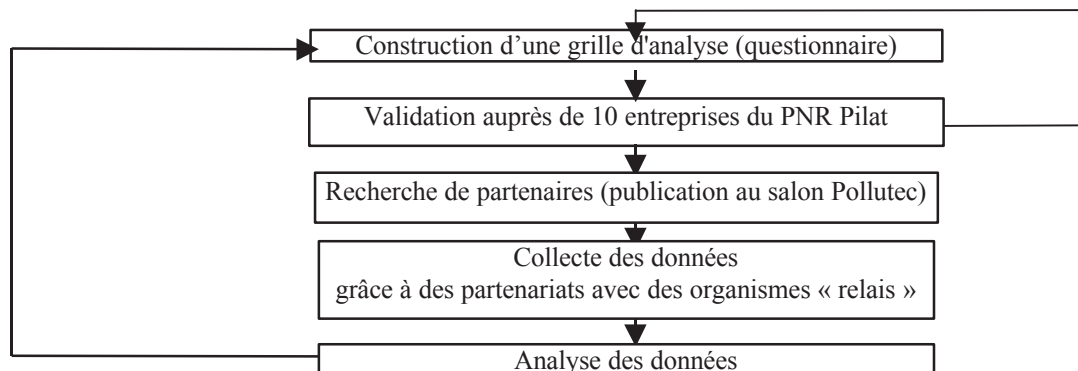 Construction d’une grille d'analyse (questionnaire)
Validation auprès de 10 entreprises du PNR Pilat
Recherche de partenaires (publication au salon Pollutec)
Collecte des données
grâce à des partenariats avec des organismes « relais »
Analyse des données